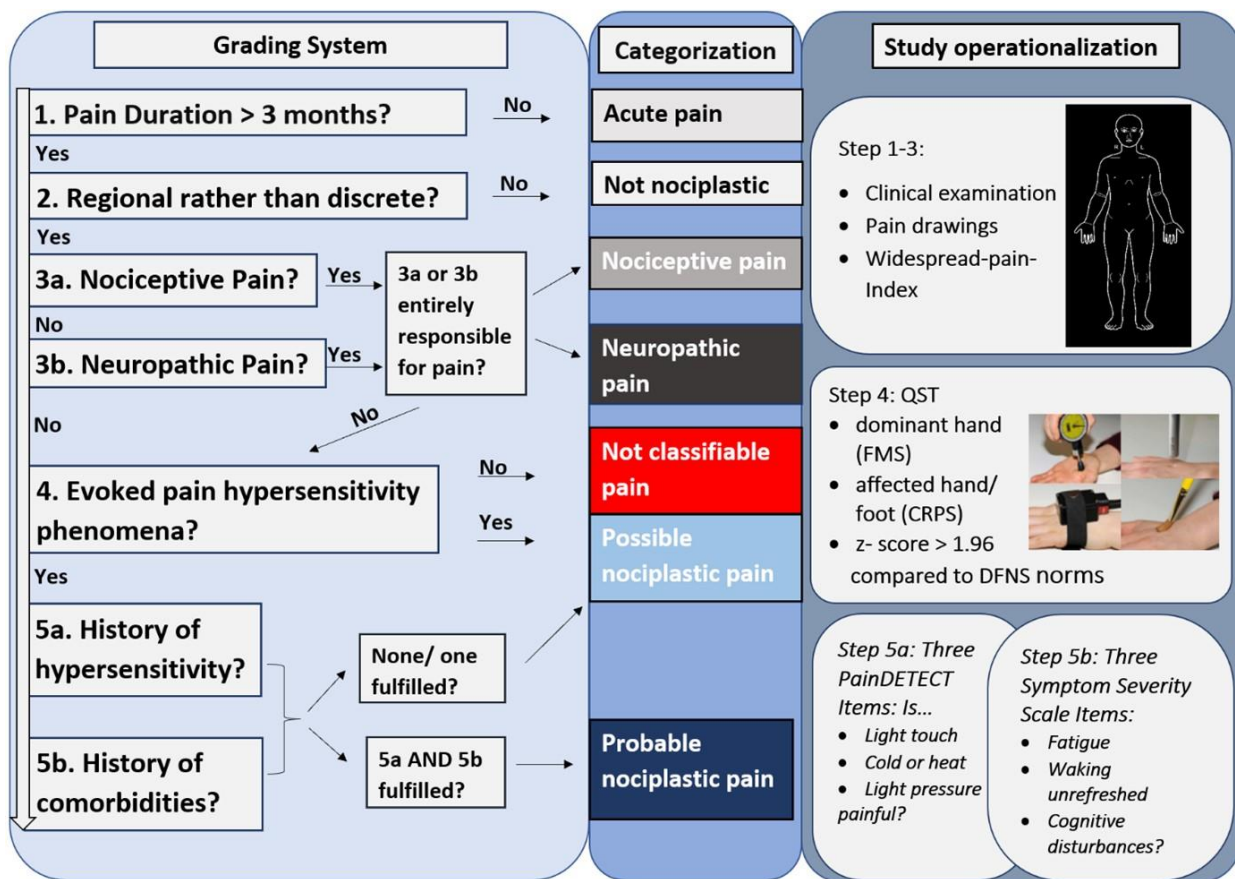 Grading System
1. Pain Duration > 3 months?
No
Yes
2. Regional rather than discrete?
No
Yes
3a. Nociceptive Pain?
Yes
No
3b. Neuropathic Pain?
Yes
3a or 3b
entirely
responsible
for pain?
No
No
4. Evoked pain hypersensitivity
phenomena?
No
Yes
Yes
5a. History of
hypersensitivity?
None/ one
fulfilled?
5b. History of
comorbidities?
5a AND 5b
fulfilled?
Categorization
Acute pain
Not nociplastic
Nociceptive pain
Neuropathic
pain
Not classifiable
pain
Possible
nociplastic pain
Probable
nociplastic pain
Study operationalization
Step 1-3:
• Clinical examination
• Pain drawings
• Widespread-pain-
Index
Step 4: QST
• dominant hand
(FMS)
• affected hand/
foot (CRPS)
• z- score > 1.96
compared to DFNS norms
Step 5a: Three
PainDETECT
Items: Is...
• Light touch
• Cold or heat
• Light pressure
painful?
Step 5b: Three
Symptom Severity
Scale Items:
• Fatigue
• Waking
unrefreshed
• Cognitive
disturbances?